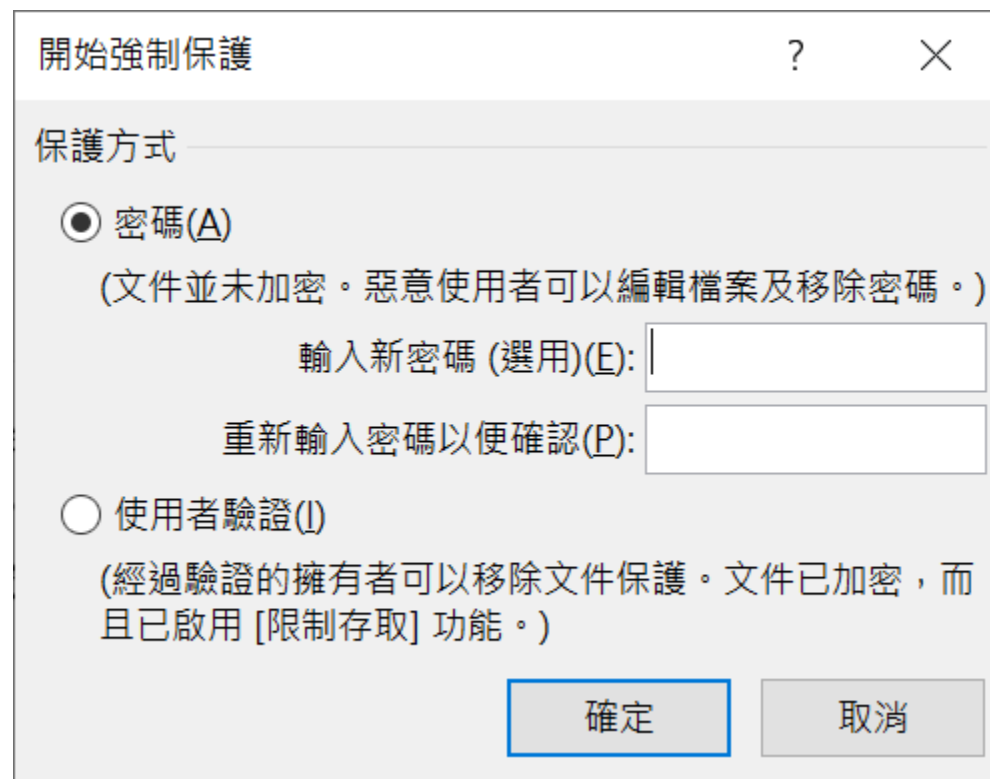 開始強制保護
保護方式
密碼(A)
(文件並未加密。惡意使用者可以編輯檔案及移除密碼。)
輸入新密碼 (選用)(E):
重新輸入密碼以便確認(P):
使用者驗證(I)
(經過驗證的擁有者可以移除文件保護。文件已加密，而
且已啟用 [限制存取] 功能。)
確定 取消